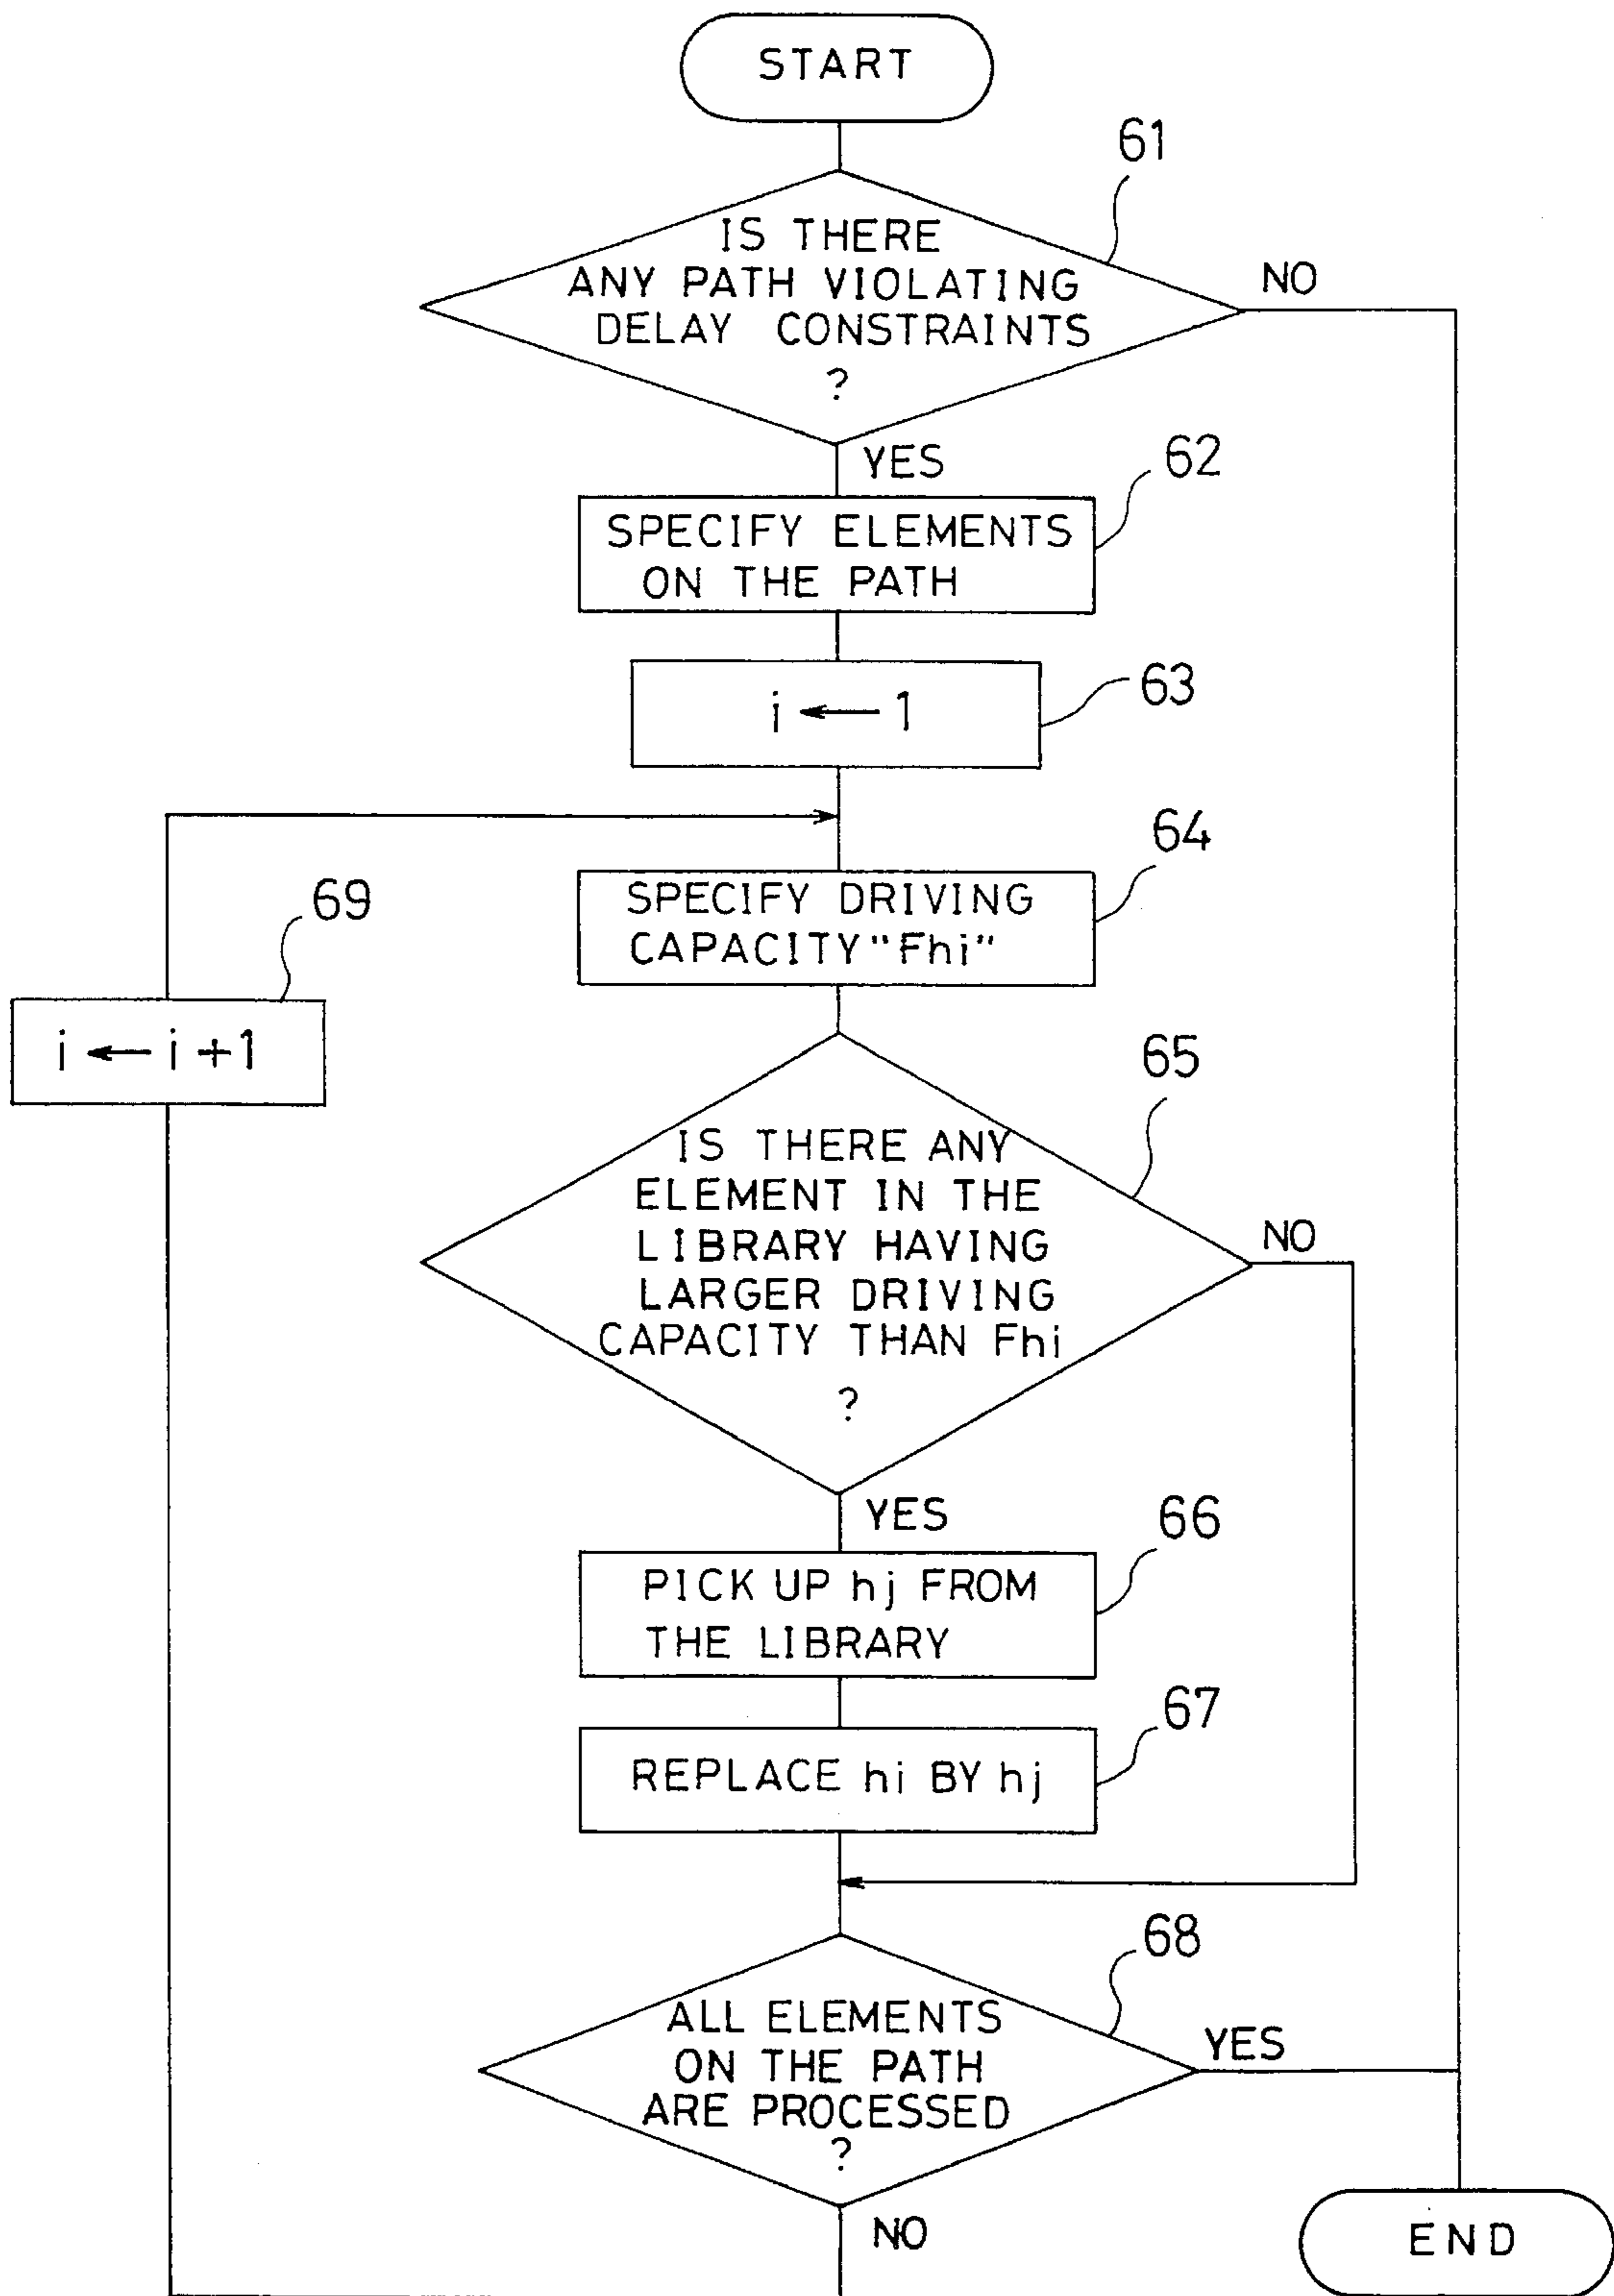 START
61
IS THERE
ANY PATH VIOLATING
DELAY CONSTRAINTS
?
NO
YES
62
SPECIFY ELEMENTS
ON THE PATH
63
i ← 1
64
SPECIFY DRIVING
CAPACITY "Fhi"
69
i ← i +1
65
IS THERE ANY
ELEMENT IN THE
LIBRARY HAVING
LARGER DRIVING
CAPACITY THAN Fhi
?
NO
YES
66
PICK UP hj FROM
THE LIBRARY
67
REPLACE hi BY hj
68
ALL ELEMENTS
ON THE PATH
ARE PROCESSED
?
YES
NO
END